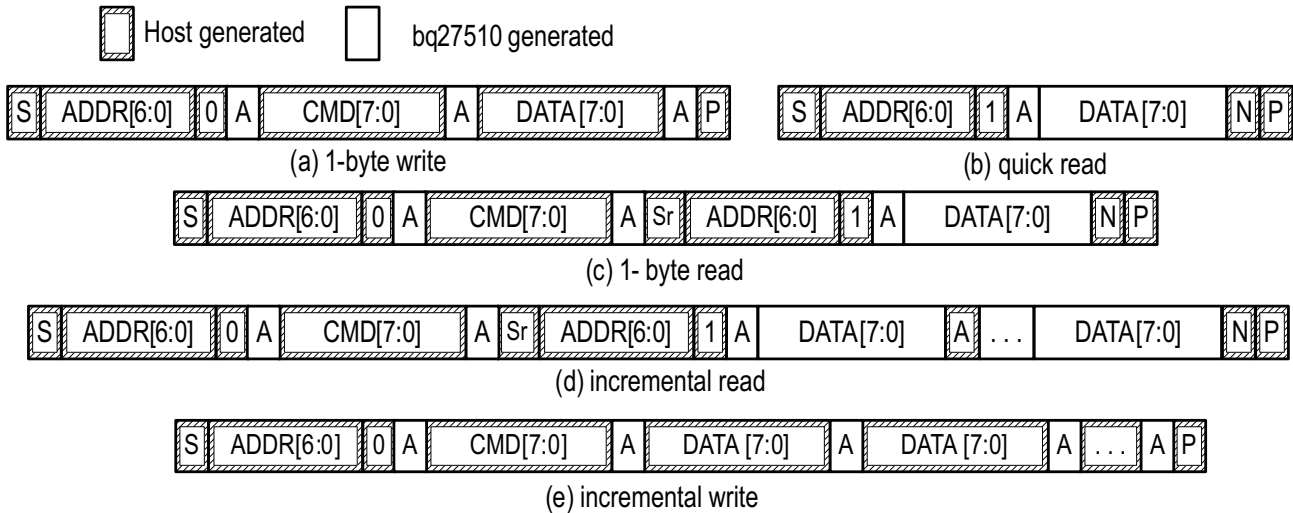 Host generated bq27510 generated
S ADDR[6:0] 0 A CMD[7:0] A DATA[7:0] A P
(a) 1-byte write
S ADDR[6:0] 1 A DATA[7:0] N P
(b) quick read
S ADDR[6:0] 0 A CMD[7:0] A Sr ADDR[6:0] 1 A DATA[7:0] N P
(c) 1- byte read
S ADDR[6:0] 0 A CMD[7:0] A Sr ADDR[6:0] 1 A DATA[7:0] A . . . DATA[7:0] N P
(d) incremental read
S ADDR[6:0] 0 A CMD[7:0] A DATA [7:0] A DATA [7:0] A . . . A P
(e) incremental write